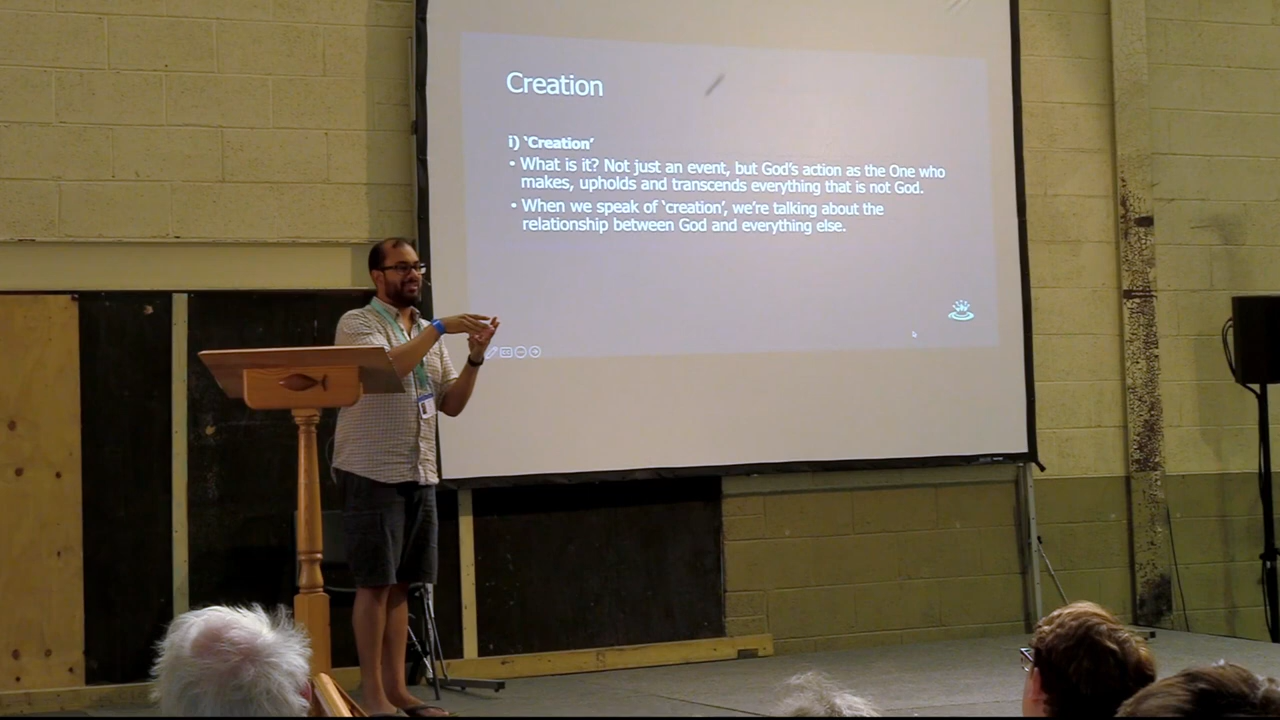 Creation
i) ‘Creation’
• What is it? Not just an event, but God’s action as the One who
makes, upholds and transcends everything that is not God.
• When we speak of ‘creation’, we’re talking about the
relationship between God and everything else.